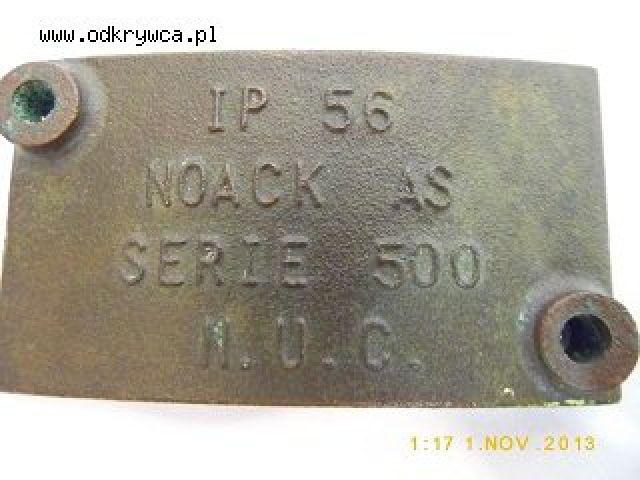 www.odkrywca.pl
IP 56
NOACK AS
SERIE 500
N.U.C.
1:17 1.NOV.2013